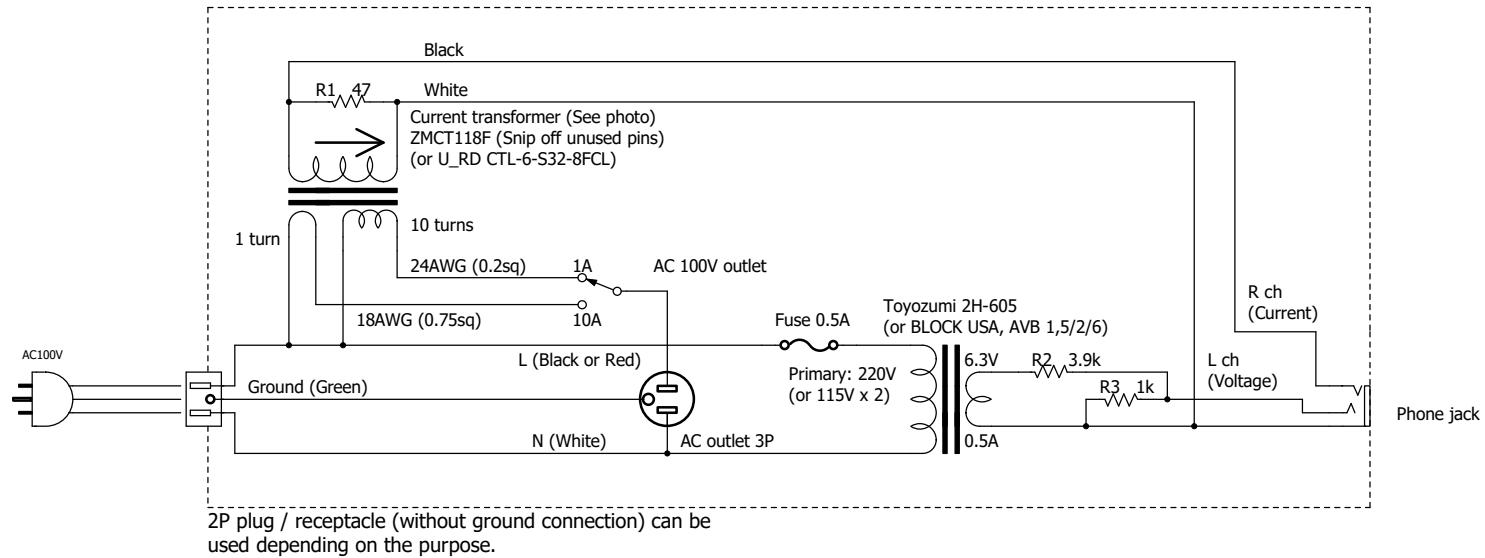 Black
R1 47
White
Current transformer (See photo)
ZMCT118F (Snip off unused pins)
(or U_RD CTL-6-S32-8FCL)
1 turn
10 turns
24AWG (0.2sq)
1A
AC 100V outlet
18AWG (0.75sq)
10A
R ch
(Current)
Fuse 0.5A
Toyozumi 2H-605
(or BLOCK USA, AVB 1,5/2/6)
AC100V
L (Black or Red)
Ground (Green)
Primary: 220V
(or 115V x 2)
6.3V
R2 3.9k
R3 1k
L ch
(Voltage)
Phone jack
N (White)
AC outlet 3P
0.5A
2P plug / receptacle (without ground connection) can be
used depending on the purpose.